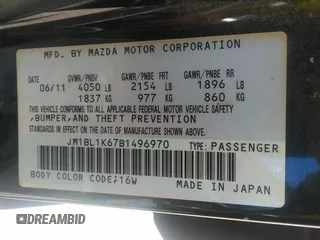 MFD. BY MAZDA MOTOR CORPORATION
GVWR/PNBV GAWR/PNBE FRT GAWR/PNBE RR
06/11 4050 LB 2154 LB 1896 LB
1837 KG 977 KG 860 KG
THIS VEHICLE CONFORMS TO ALL APPLICABLE FEDERAL MOTOR VEHICLE SAFETY
,BUMPER, AND THEFT PREVENTION
STANDARDS IN EFFECT ON THE DATE OF MANUFACTURE SHOWN ABOVE.
JM1BL1K67B1496970 TYPE: PASSENGER
BODY COLOR CODE:16W MADE IN JAPAN
DREAMBID